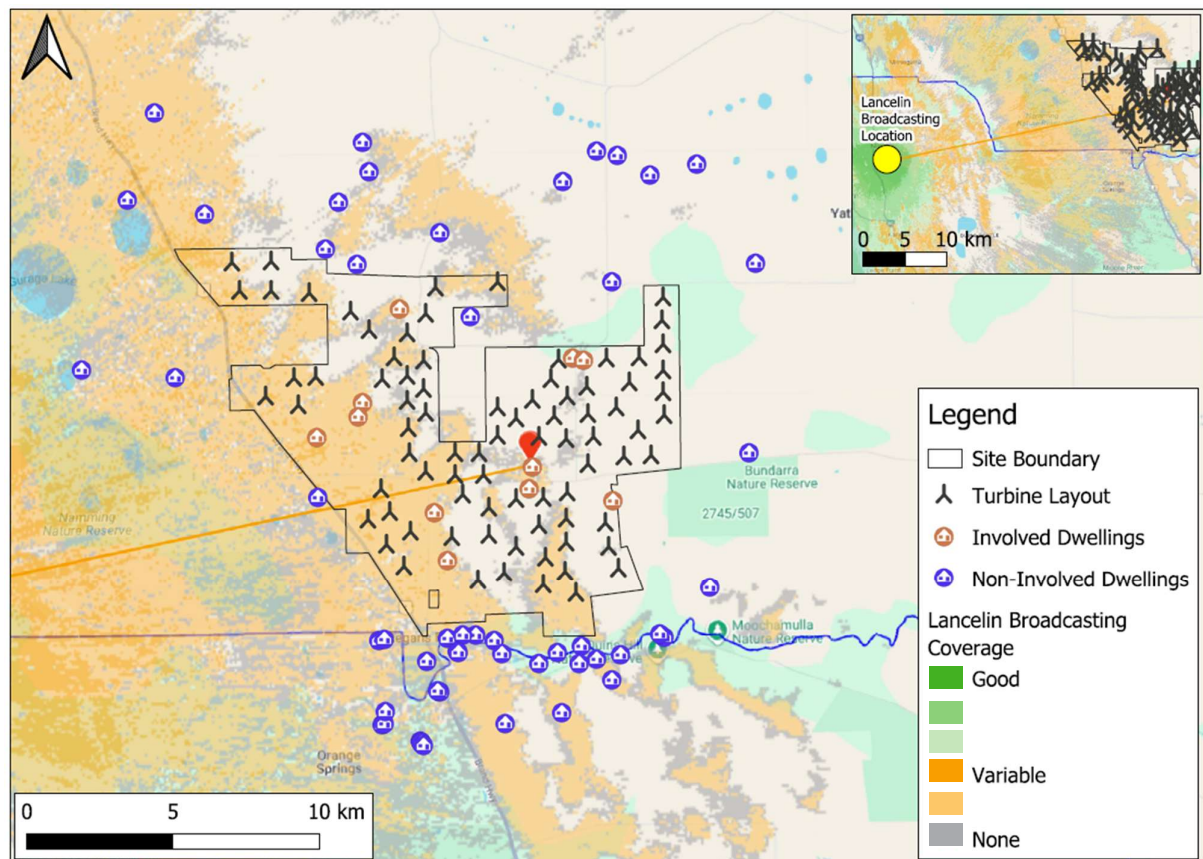 Lancelin
Broadcasting
Location
0 5 10 km
Yat
Bundarra
Nature Reserve
2745/507
Namming
Nature Reserve
Moochamulla
Nature Reserve
Orange
Springs
0 5 10 km
Legend
Site Boundary
Turbine Layout
Involved Dwellings
Non-Involved Dwellings
Lancelin Broadcasting
Coverage
Good
Variable
None